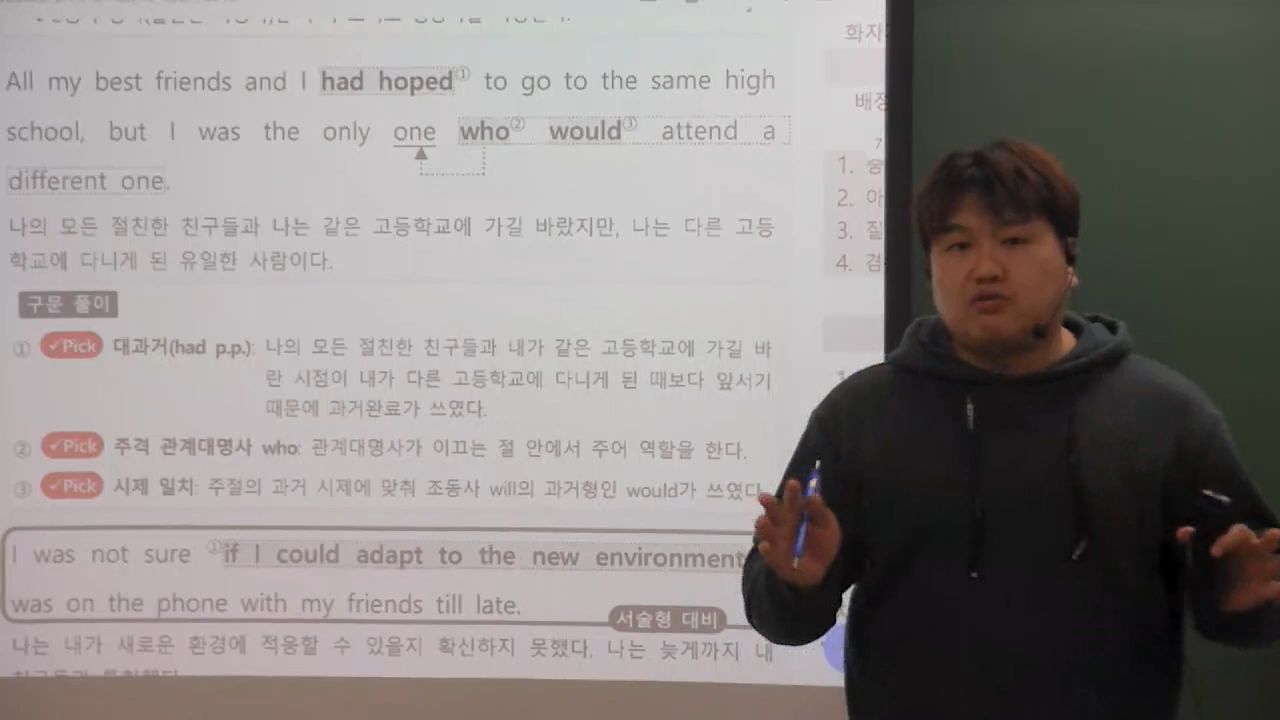 All my best friends and I had hoped① to go to the same high
school, but I was the only one who② would③ attend a
different one.
나의 모든 절친한 친구들과 나는 같은 고등학교에 가길 바랐지만, 나는 다른 고등
학교에 다니게 된 유일한 사람이다.
구문 풀이
① ✓Pick 대과거(had p.p.): 나의 모든 절친한 친구들과 내가 같은 고등학교에 가길 바
란 시점이 내가 다른 고등학교에 다니게 된 때보다 앞서기
때문에 과거완료가 쓰였다.
② ✓Pick 주격 관계대명사 who: 관계대명사가 이끄는 절 안에서 주어 역할을 한다.
③ ✓Pick 시제 일치: 주절의 과거 시제에 맞춰 조동사 will의 과거형인 would가 쓰였다.
I was not sure ①if I could adapt to the new environment
was on the phone with my friends till late.
서술형 대비
나는 내가 새로운 환경에 적응할 수 있을지 확신하지 못했다. 나는 늦게까지 내
화자
배정
7
1.
2. 아
3.
4. 겸